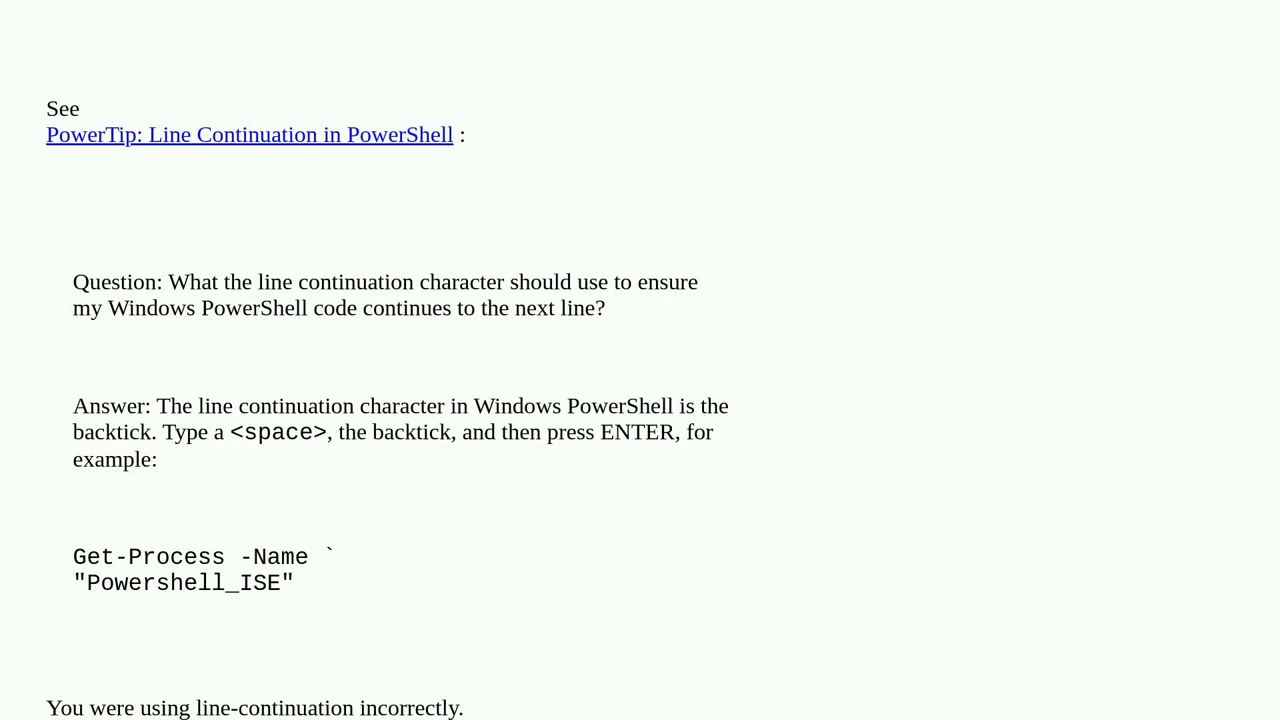 See
PowerTip: Line Continuation in PowerShell :
Question: What the line continuation character should use to ensure
my Windows PowerShell code continues to the next line?
Answer: The line continuation character in Windows PowerShell is the
backtick. Type a <space>, the backtick, and then press ENTER, for
example:
Get-Process -Name `
"Powershell_ISE"
You were using line-continuation incorrectly.